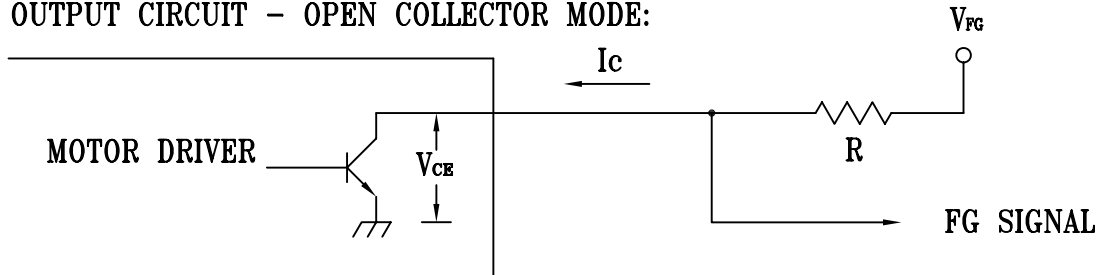 OUTPUT CIRCUIT - OPEN COLLECTOR MODE:
VFG
Ic
MOTOR DRIVER
VCE
R
FG SIGNAL